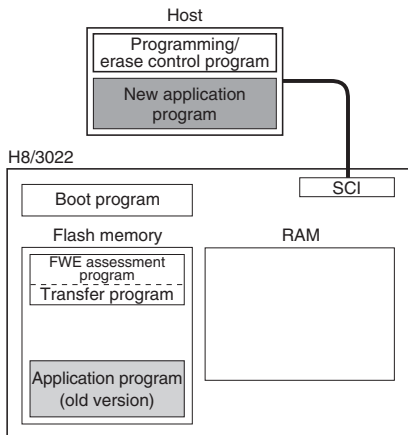 Host
Programming/
erase control program
New application
program
H8/3022
SCI
Boot program
Flash memory
RAM
FWE assessment
program
Transfer program
Application program
(old version)